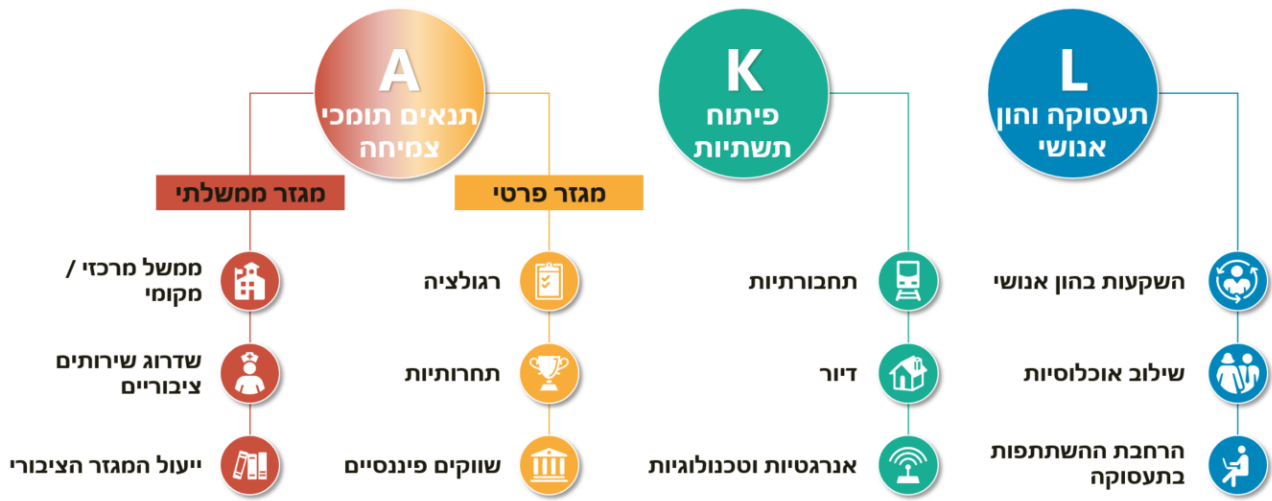 L
תעסוקה והון
אנושי
השקעות בהון אנושי
שילוב אוכלוסיות
הרחבת ההשתתפות
בתעסוקה
K
פיתוח
תשתיות
תחבורתיות
דיור
אנרגטיות וטכנולוגיות
A
תנאים תומכי
צמיחה
מגזר פרטי
רגולציה
תחרותיות
שווקים פיננסיים
מגזר ממשלתי
ממשל מרכזי /
מקומי
שדרוג שירותים
ציבוריים
ייעול המגזר הציבורי